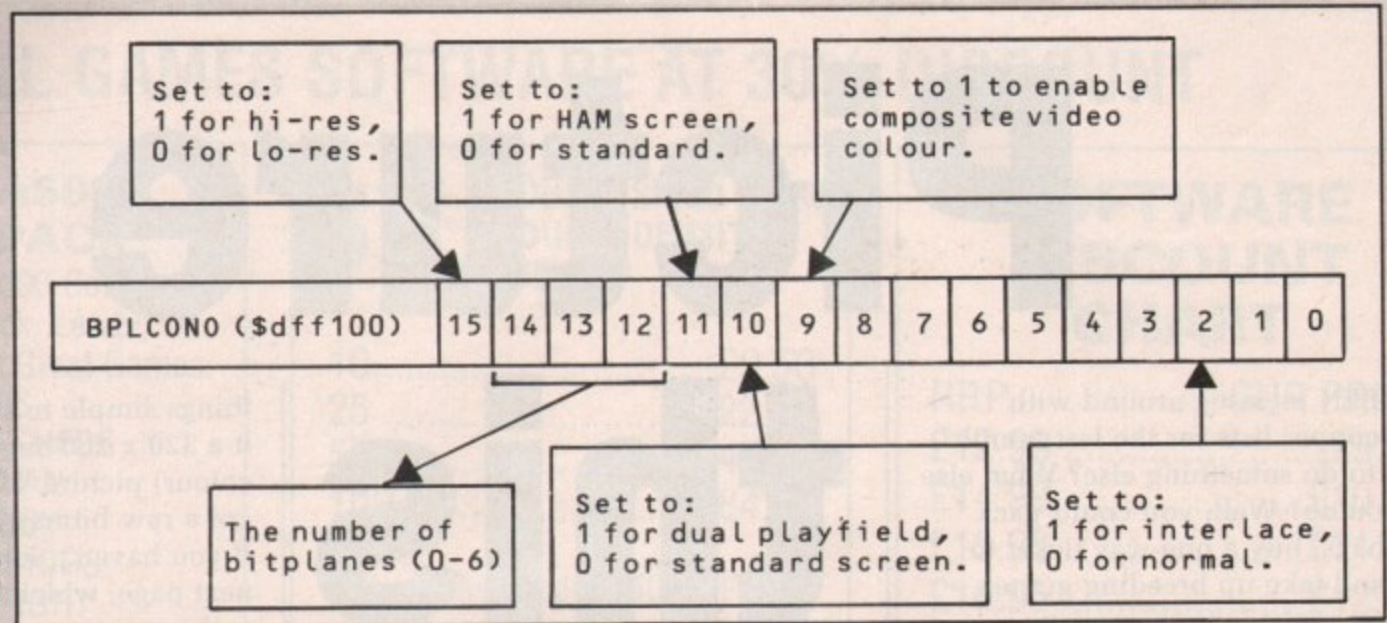 Set to:
1 for hi-res,
0 for lo-res.
Set to:
1 for HAM screen,
0 for standard.
Set to 1 to enable
composite video
colour.
BPLCON0 ($dff100) 15 14 13 12 11 10 9 8 7 6 5 4 3 2 1 0
The number of
bitplanes (0-6)
Set to:
1 for dual playfield,
0 for standard screen.
Set to:
1 for interlace,
0 for normal.